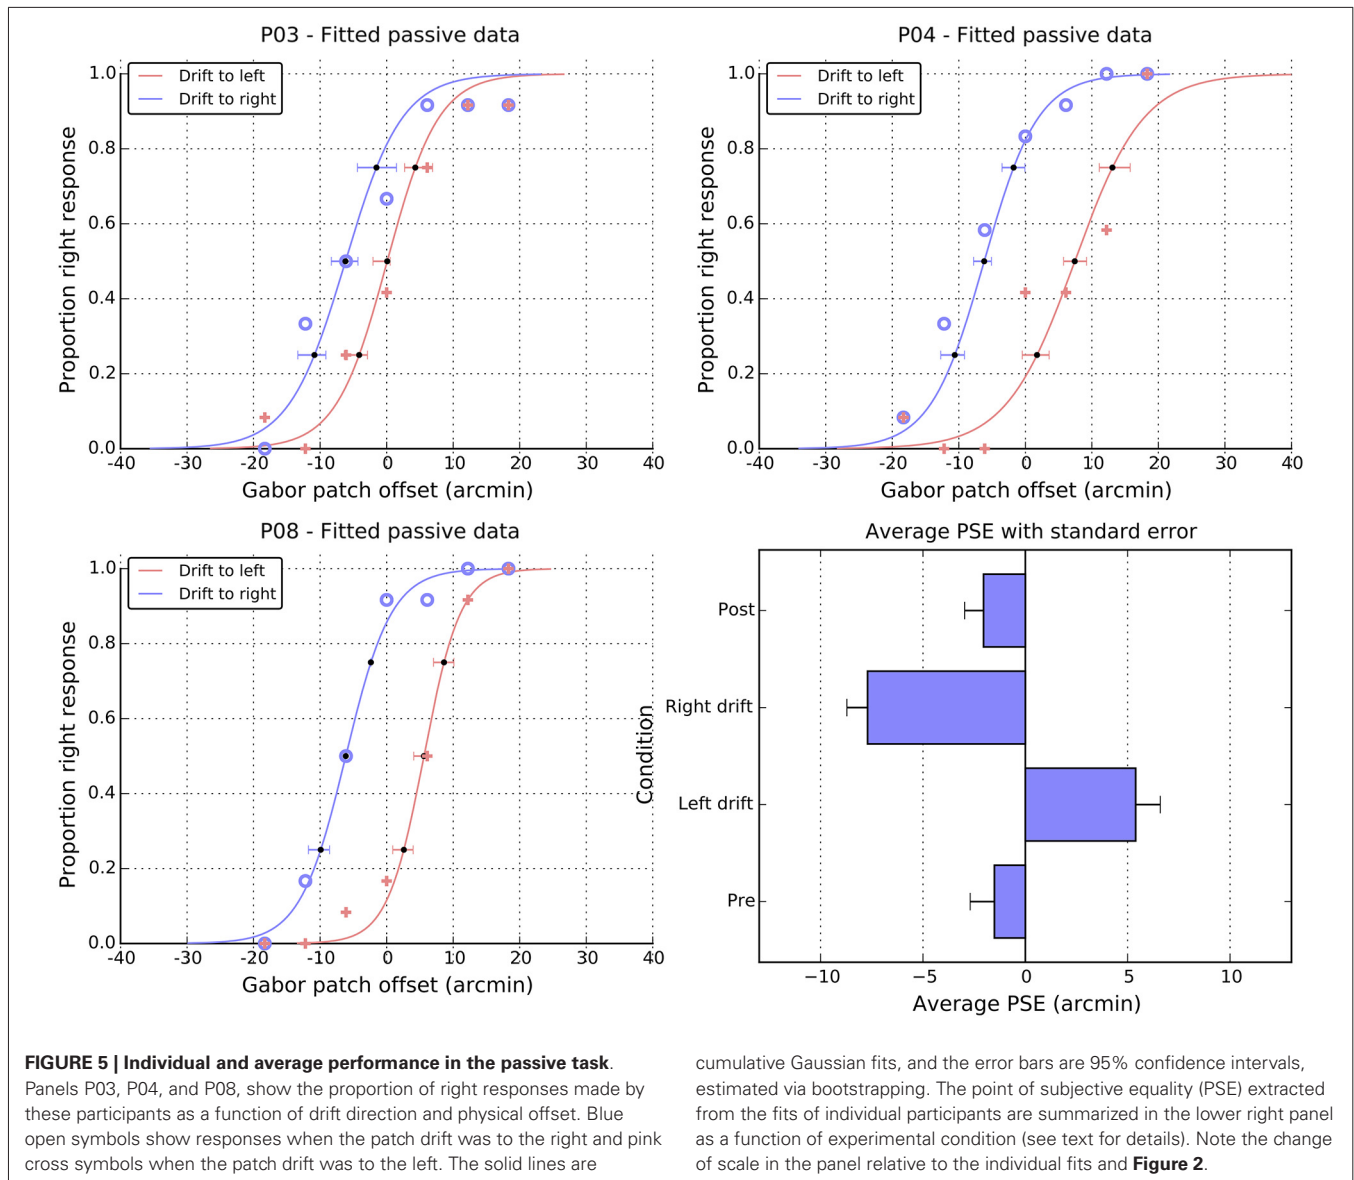 P03 - Fitted passive data
Drift to left
Drift to right
1.0
0.8
0.6
0.4
0.2
0.0
Proportion right response
-40 -30 -20 -10 0 10 20 30 40
Gabor patch offset (arcmin)
P04 - Fitted passive data
Drift to left
Drift to right
1.0
0.8
0.6
0.4
0.2
0.0
Proportion right response
-40 -30 -20 -10 0 10 20 30 40
Gabor patch offset (arcmin)
P08 - Fitted passive data
Drift to left
Drift to right
1.0
0.8
0.6
0.4
0.2
0.0
Proportion right response
-40 -30 -20 -10 0 10 20 30 40
Gabor patch offset (arcmin)
Average PSE with standard error
Post
Right drift
Left drift
Pre
Condition
−10 −5 0 5 10
Average PSE (arcmin)
FIGURE 5 | Individual and average performance in the passive task.
Panels P03, P04, and P08, show the proportion of right responses made by
these participants as a function of drift direction and physical offset. Blue
open symbols show responses when the patch drift was to the right and pink
cross symbols when the patch drift was to the left. The solid lines are
cumulative Gaussian fits, and the error bars are 95% confidence intervals,
estimated via bootstrapping. The point of subjective equality (PSE) extracted
from the fits of individual participants are summarized in the lower right panel
as a function of experimental condition (see text for details). Note the change
of scale in the panel relative to the individual fits and Figure 2.